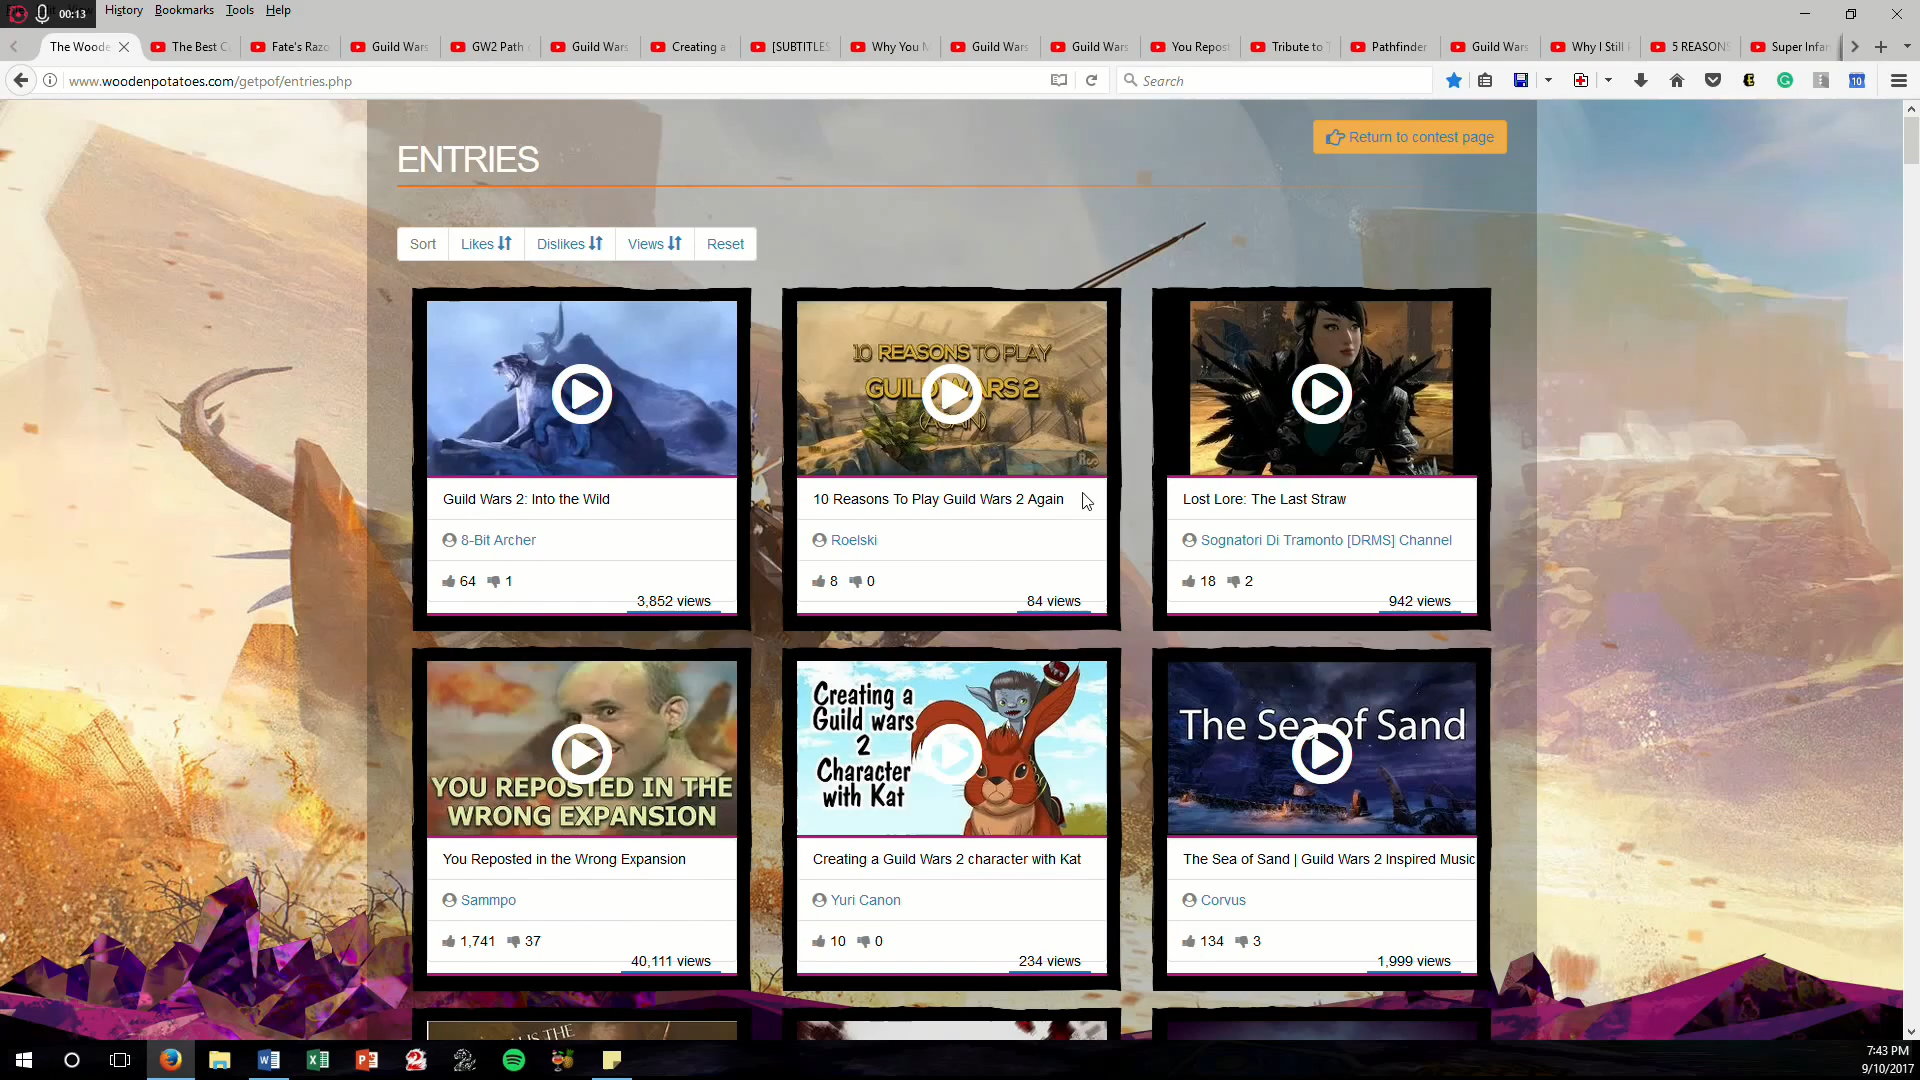 00:13
History
Bookmarks
Tools
Help
The Woode
The Best C
Fate's Razo
Guild Wars
GW2 Path
Guild Wars
Creating a
[SUBTITLES
Why You M
Guild Wars
Guild Wars
You Repost
Tribute to T
Pathfinder
Guild Wars
Why I Still
5 REASONS
Super Infan
www.woodenpotatoes.com/getpof/entries.php
Search
10
ENTRIES
Return to contest page
Sort
Likes
Dislikes
Views
Reset
10 REASONS TO PLAY
GUILD WARS 2
(AGAIN)
Guild Wars 2: Into the Wild
10 Reasons To Play Guild Wars 2 Again
Lost Lore: The Last Straw
8-Bit Archer
Roelski
Sognatori Di Tramonto [DRMS] Channel
64
1
8
0
18
2
3,852 views
84 views
942 views
YOU REPOSTED IN THE
WRONG EXPANSION
Creating a
Guild wars
2
Character
with Kat
The Sea of Sand
You Reposted in the Wrong Expansion
Creating a Guild Wars 2 character with Kat
The Sea of Sand | Guild Wars 2 Inspired Music
Sammpo
Yuri Canon
Corvus
1,741
37
10
0
134
3
40,111 views
234 views
1,999 views
IS THE
7:43 PM
9/10/2017